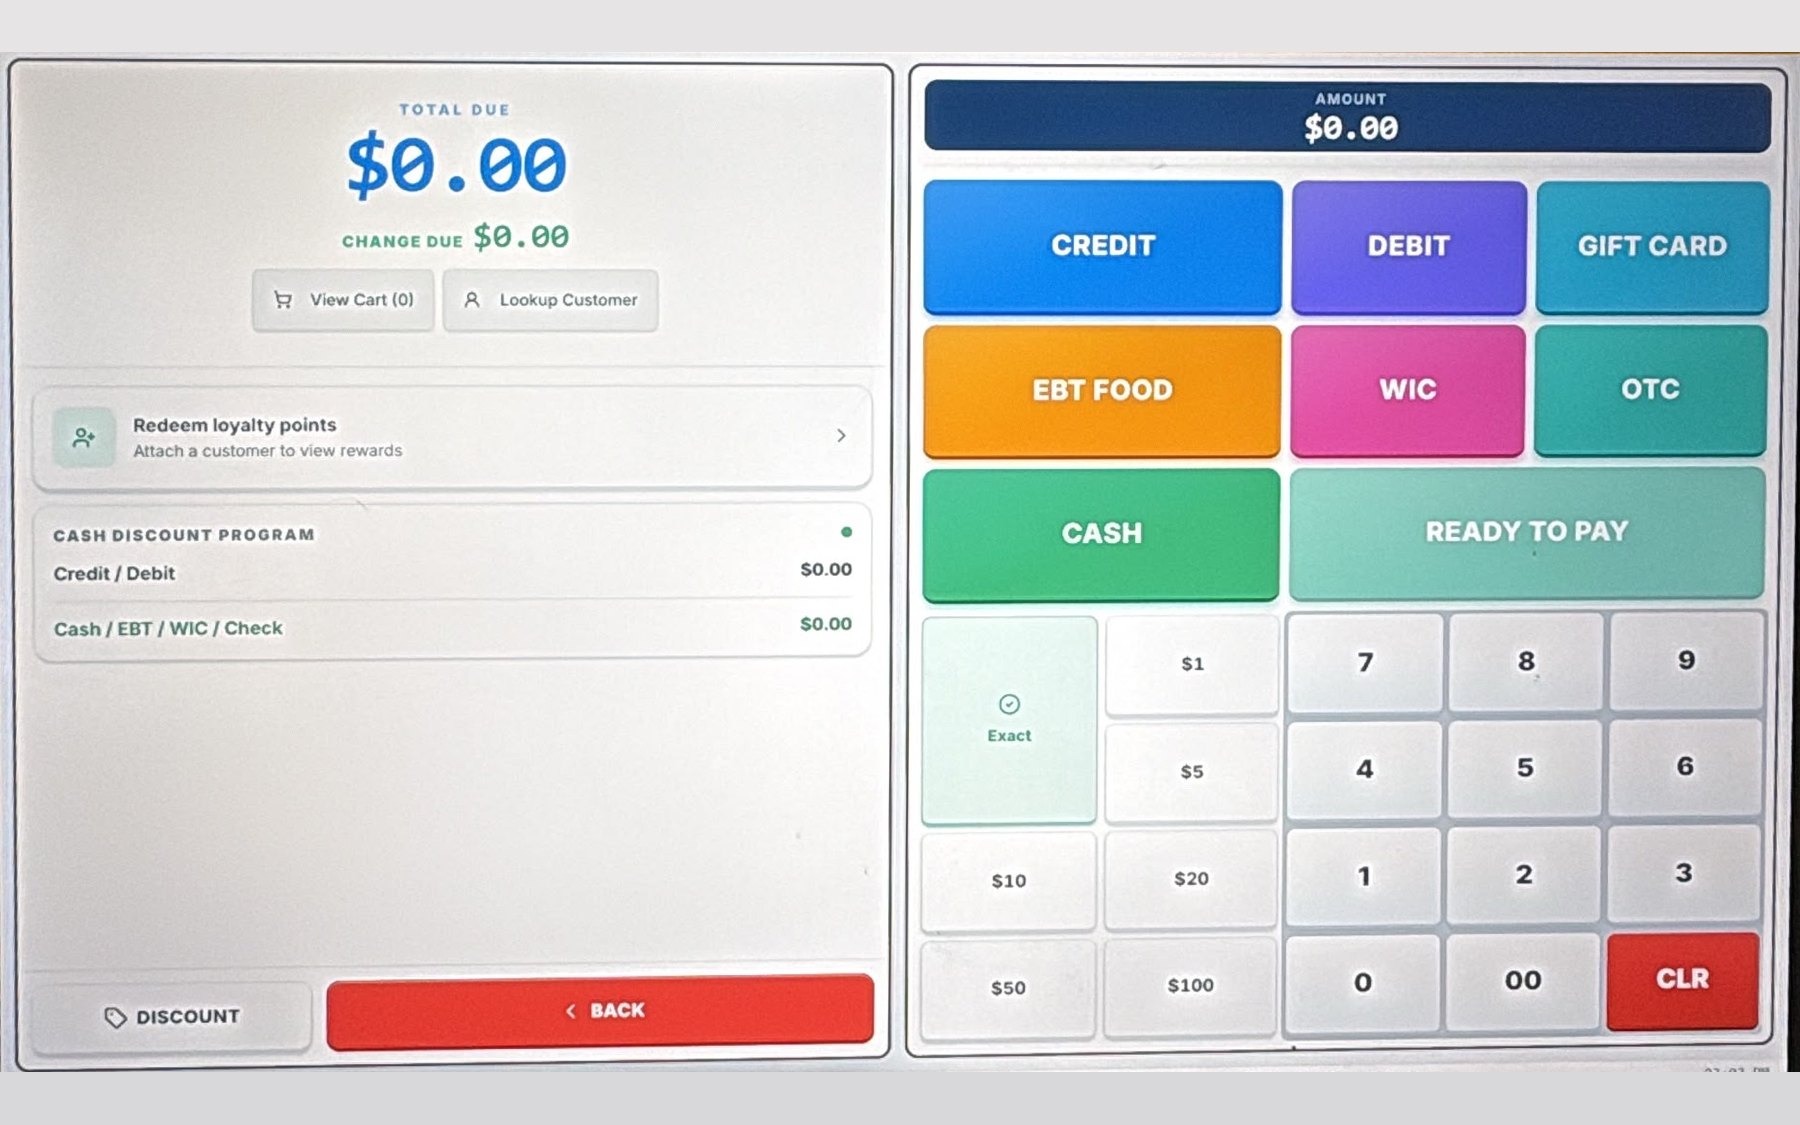 TOTAL DUE
$0.00
CHANGE DUE $0.00
View Cart (0)
Lookup Customer
Redeem loyalty points
Attach a customer to view rewards
CASH DISCOUNT PROGRAM
Credit / Debit $0.00
Cash / EBT / WIC / Check $0.00
DISCOUNT
BACK
AMOUNT
$0.00
CREDIT
DEBIT
GIFT CARD
EBT FOOD
WIC
OTC
CASH
READY TO PAY
Exact
$1
$5
$10
$20
$50
$100
7
8
9
4
5
6
1
2
3
0
00
CLR